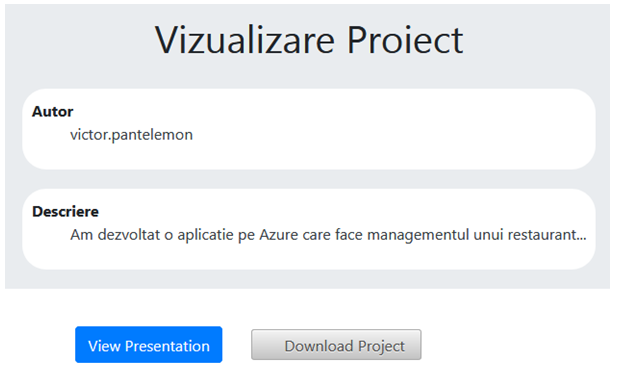 Vizualizare Proiect
Autor
victor.pantelemon
Descriere
Am dezvoltat o aplicatie pe Azure care face managementul unui restaurant...
View Presentation
Download Project